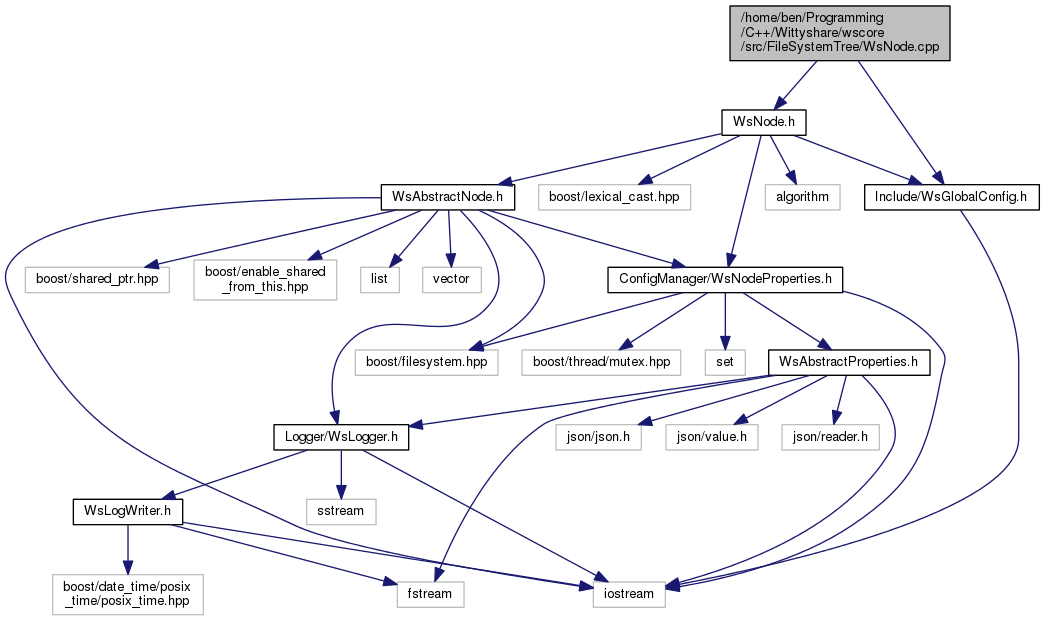 /home/ben/Programming
/C++/Wittyshare/wscore
/src/FileSystemTree/WsNode.cpp
WsNode.h
WsAbstractNode.h
boost/lexical_cast.hpp
algorithm
Include/WsGlobalConfig.h
boost/shared_ptr.hpp
boost/enable_shared
_from_this.hpp
list
vector
ConfigManager/WsNodeProperties.h
boost/filesystem.hpp
boost/thread/mutex.hpp
set
WsAbstractProperties.h
Logger/WsLogger.h
json/json.h
json/value.h
json/reader.h
WsLogWriter.h
sstream
boost/date_time/posix
_time/posix_time.hpp
fstream
iostream